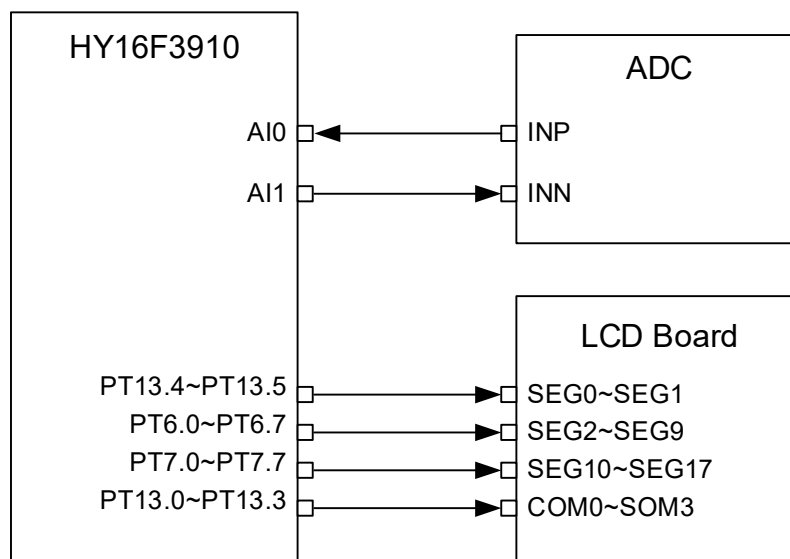 HY16F3910
ADC
AI0
INP
AI1
INN
LCD Board
PT13.4~PT13.5
SEG0~SEG1
PT6.0~PT6.7
SEG2~SEG9
PT7.0~PT7.7
SEG10~SEG17
PT13.0~PT13.3
COM0~SOM3